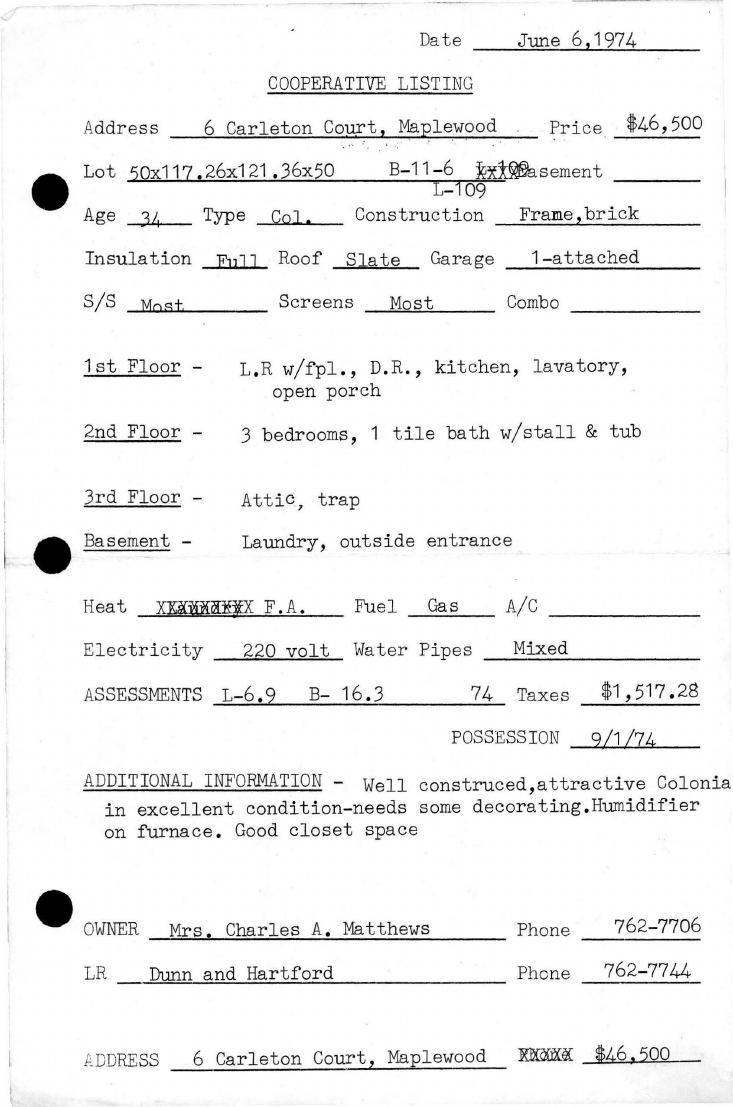 Date June 6,1974
COOPERATIVE LISTING
Address 6 Carleton Court, Maplewood Price $46,500
Lot 50x117.26x121.36x50 B-11-6 Easement
L-109
Age 34 Type Col. Construction Frame,brick
Insulation Full Roof Slate Garage 1-attached
S/S Most Screens Most Combo
1st Floor - L.R w/fpl., D.R., kitchen, lavatory,
open porch
2nd Floor - 3 bedrooms, 1 tile bath w/stall & tub
3rd Floor - Attic, trap
Basement - Laundry, outside entrance
Heat F.A. Fuel Gas A/C
Electricity 220 volt Water Pipes Mixed
ASSESSMENTS L-6.9 B- 16.3 74 Taxes $1,517.28
POSSESSION 9/1/74
ADDITIONAL INFORMATION - Well construced,attractive Colonia
in excellent condition-needs some decorating.Humidifier
on furnace. Good closet space
OWNER Mrs. Charles A. Matthews Phone 762-7706
LR Dunn and Hartford Phone 762-7744
ADDRESS 6 Carleton Court, Maplewood $46,500